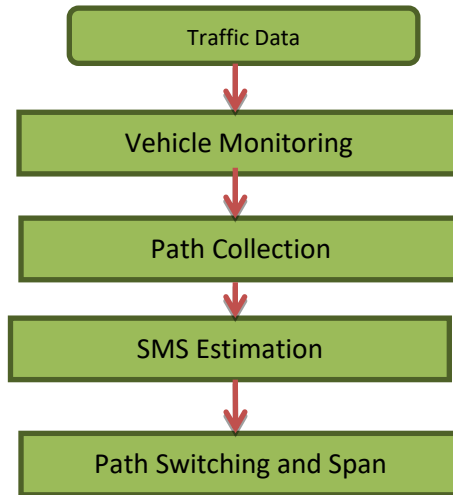 Traffic Data
Vehicle Monitoring
Path Collection
SMS Estimation
Path Switching and Span